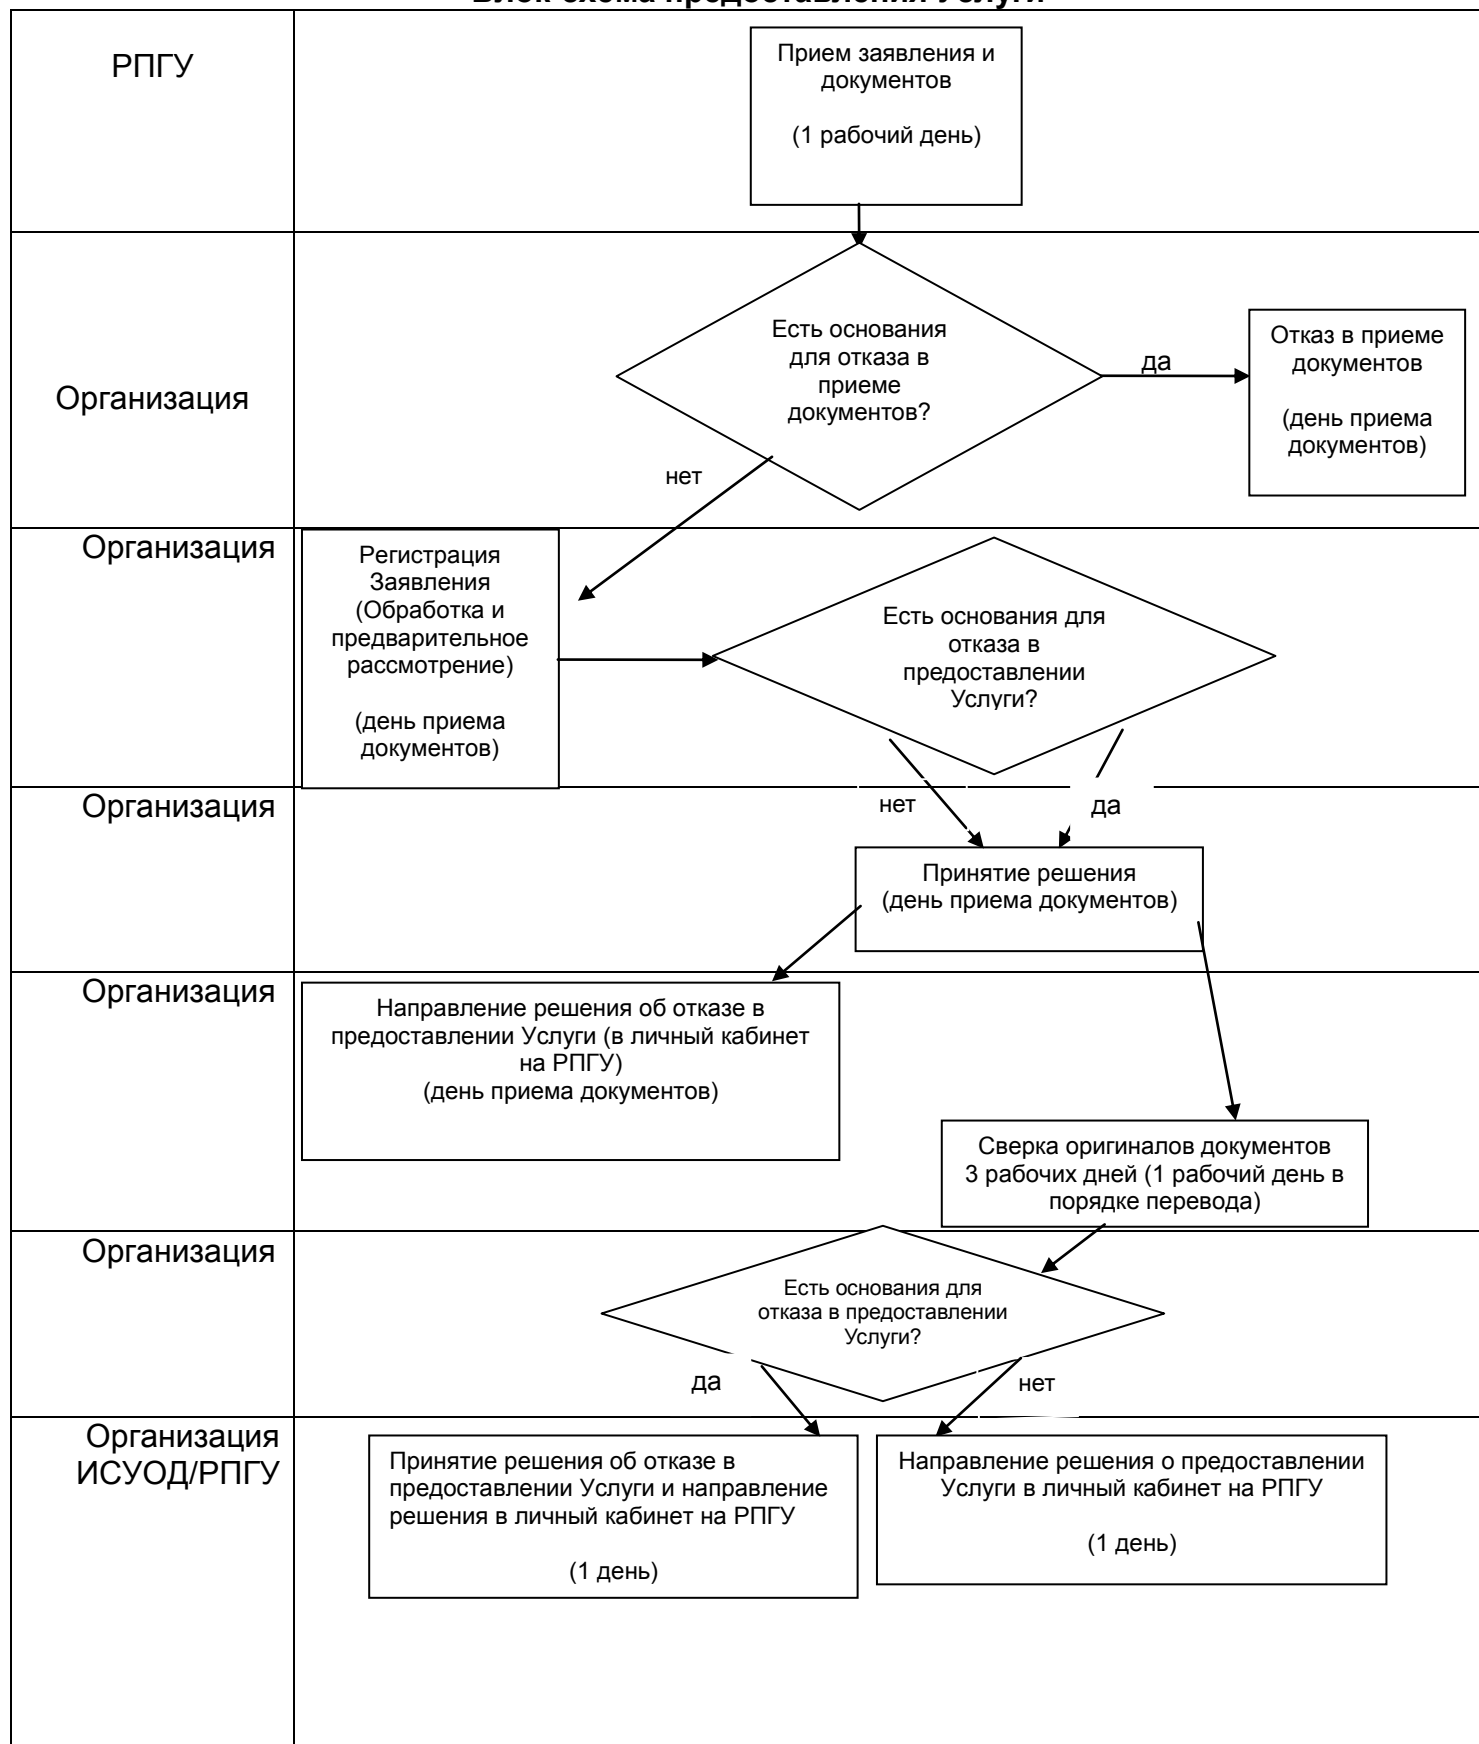 Блок-схема предоставления Услуги
РПГУ
Прием заявления и
документов
(1 рабочий день)
Организация
Есть основания
для отказа в
приеме
документов?
да
Отказ в приеме
документов
(день приема
документов)
нет
Организация
Регистрация
Заявления
(Обработка и
предварительное
рассмотрение)
(день приема
документов)
Есть основания для
отказа в
предоставлении
Услуги?
Организация
нет
да
Принятие решения
(день приема документов)
Организация
Направление решения об отказе в
предоставлении Услуги (в личный кабинет
на РПГУ)
(день приема документов)
Сверка оригиналов документов
3 рабочих дней (1 рабочий день в
порядке перевода)
Организация
Есть основания для
отказа в предоставлении
Услуги?
да
нет
Организация
ИСУОД/РПГУ
Принятие решения об отказе в
предоставлении Услуги и направление
решения в личный кабинет на РПГУ
(1 день)
Направление решения о предоставлении
Услуги в личный кабинет на РПГУ
(1 день)